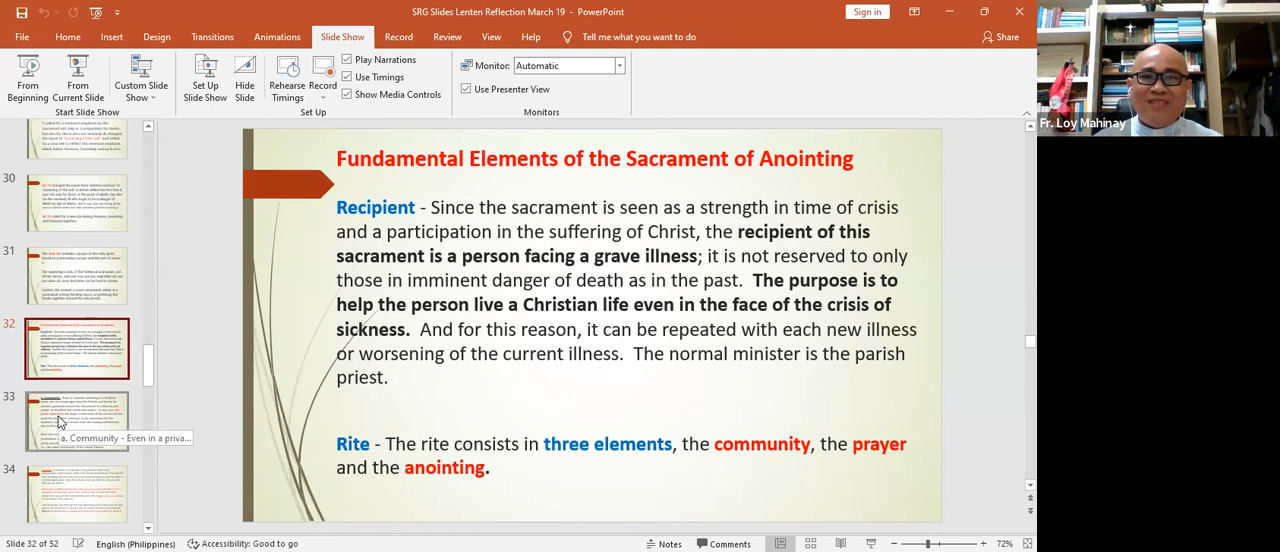 SRG Slides Lenten Reflection March 19 - PowerPoint
Sign in
File
Home
Insert
Design
Transitions
Animations
Slide Show
Record
Review
View
Help
Tell me what you want to do
Share
From Beginning
From Current Slide
Custom Slide Show
Set Up Slide Show
Hide Slide
Rehearse Timings
Record
Play Narrations
Use Timings
Show Media Controls
Monitor:
Automatic
Use Presenter View
Start Slide Show
Set Up
Monitors
Fr. Loy Mahinay
30
31
32
33
a. Community - Even in a priva...
34
Fundamental Elements of the Sacrament of Anointing
Recipient - Since the sacrament is seen as a strength in time of crisis
and a participation in the suffering of Christ, the recipient of this
sacrament is a person facing a grave illness; it is not reserved to only
those in imminent danger of death as in the past. The purpose is to
help the person live a Christian life even in the face of the crisis of
sickness. And for this reason, it can be repeated with each new illness
or worsening of the current illness. The normal minister is the parish
priest.
Rite - The rite consists in three elements, the community, the prayer
and the anointing.
Slide 32 of 52
English (Philippines)
Accessibility: Good to go
Notes
Comments
72%